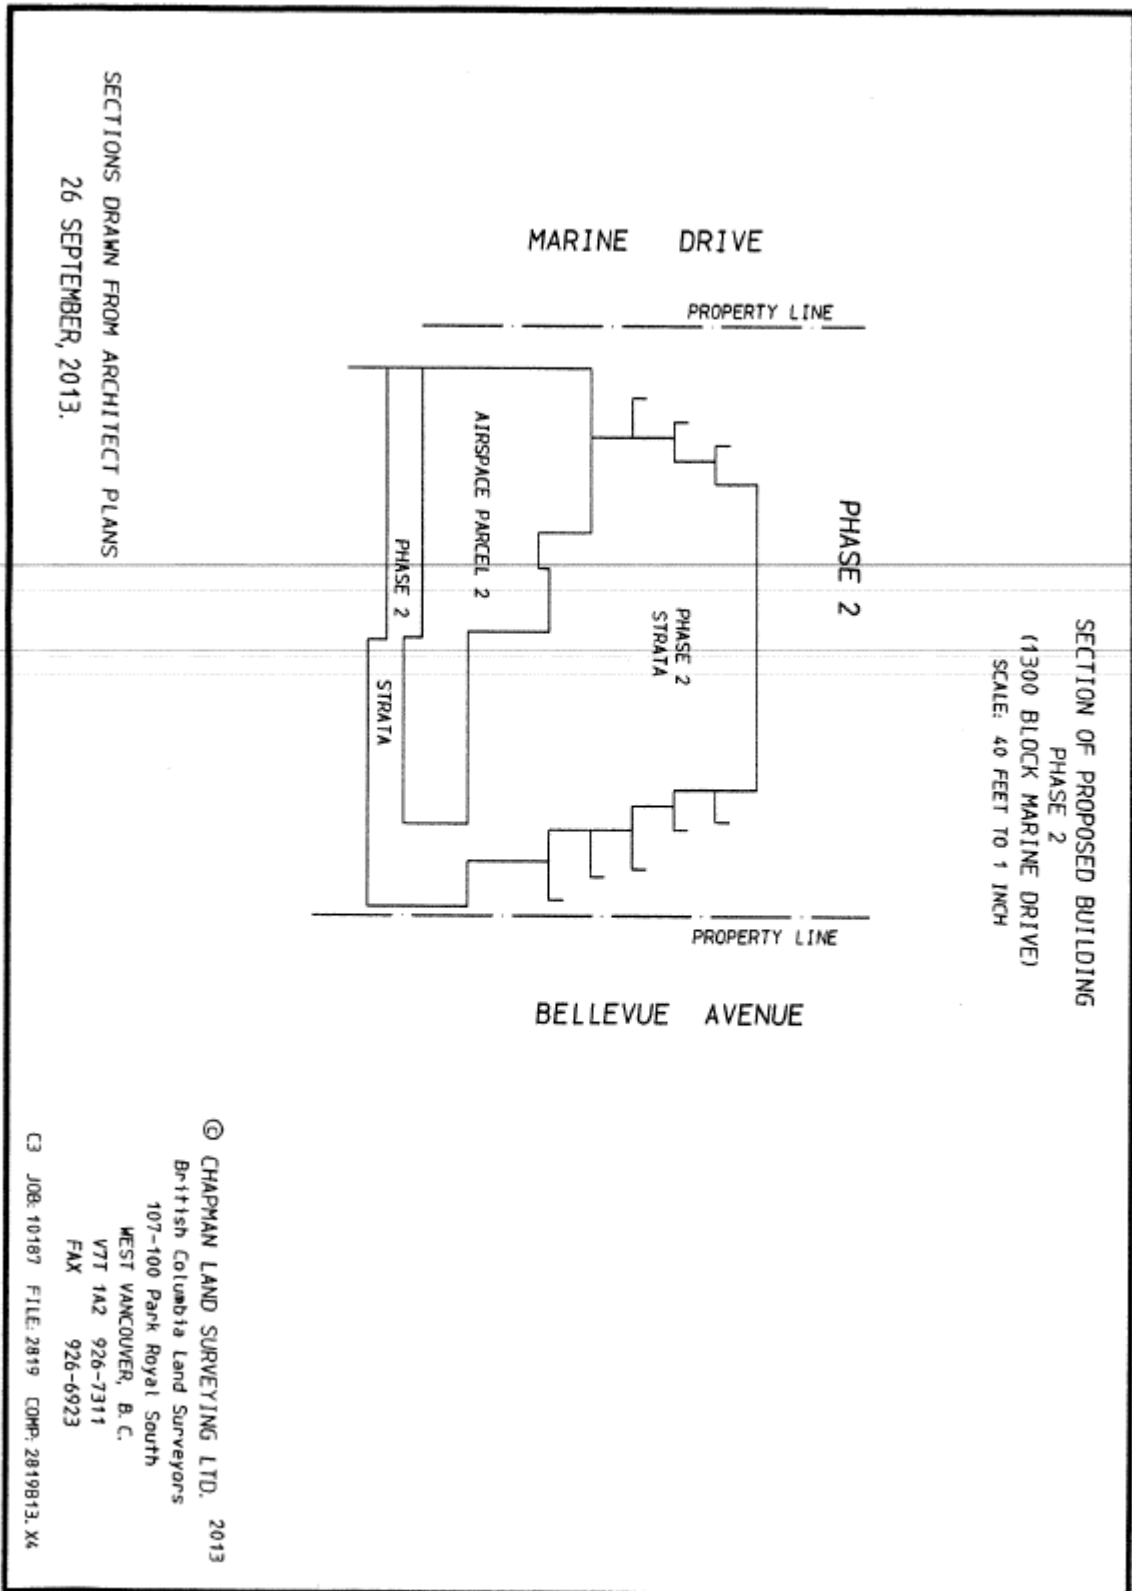 SECTION OF PROPOSED BUILDING
PHASE 2
(1300 BLOCK MARINE DRIVE)
SCALE: 40 FEET TO 1 INCH
MARINE DRIVE
PROPERTY LINE
PHASE 2
PHASE 2
STRATA
AIRSPACE PARCEL 2
PHASE 2
STRATA
PROPERTY LINE
BELLEVUE AVENUE
SECTIONS DRAWN FROM ARCHITECT PLANS
26 SEPTEMBER, 2013.
© CHAPMAN LAND SURVEYING LTD. 2013
British Columbia Land Surveyors
107-100 Park Royal South
WEST VANCOUVER, B.C.
V7T 1A2 926-7311
FAX 926-6923
C3 JOB: 10187 FILE: 2819 COMP: 2819B13.X4